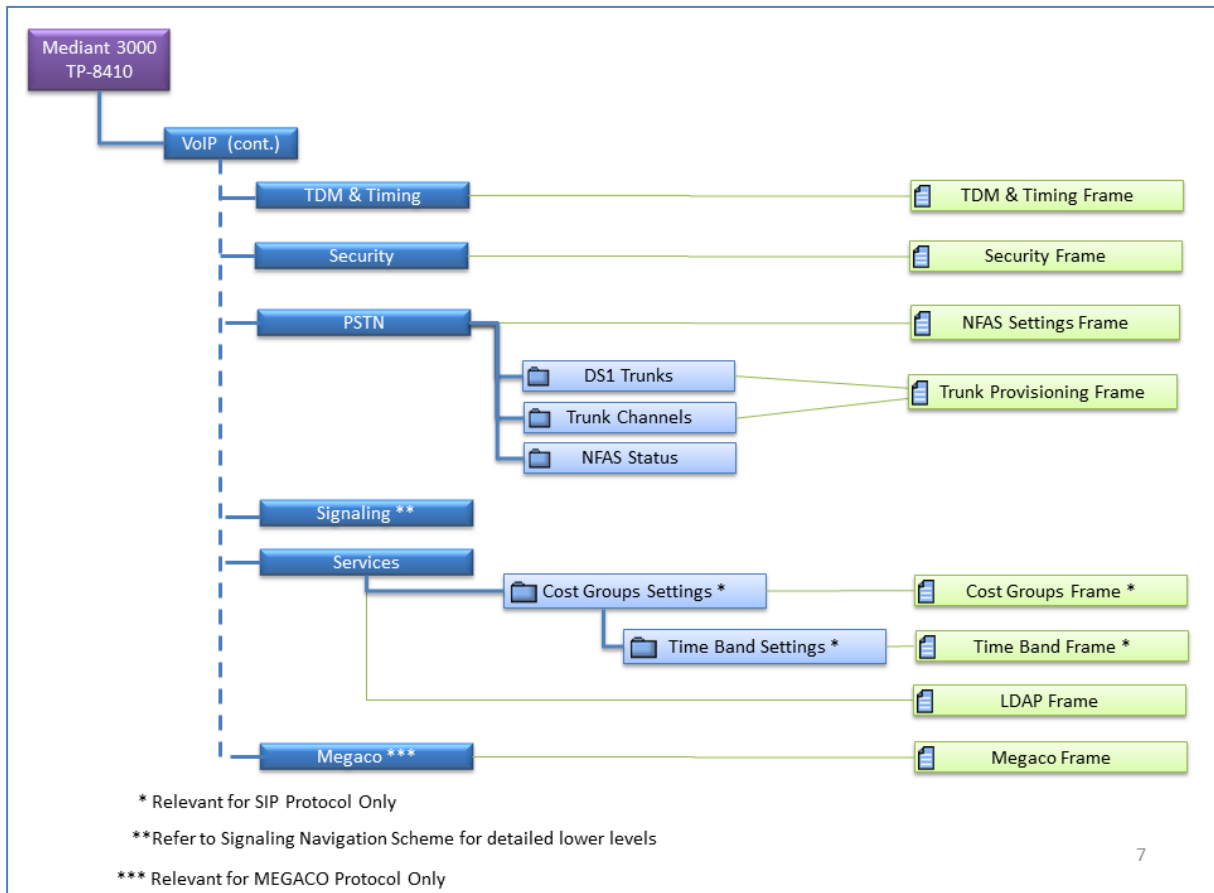 Mediant 3000
TP-8410
VoIP (cont.)
TDM & Timing
TDM & Timing Frame
Security
Security Frame
PSTN
NFAS Settings Frame
DS1 Trunks
Trunk Provisioning Frame
Trunk Channels
NFAS Status
Signaling **
Services
Cost Groups Settings *
Cost Groups Frame *
Time Band Settings *
Time Band Frame *
LDAP Frame
Megaco ***
Megaco Frame
* Relevant for SIP Protocol Only
**Refer to Signaling Navigation Scheme for detailed lower levels
7
*** Relevant for MEGACO Protocol Only